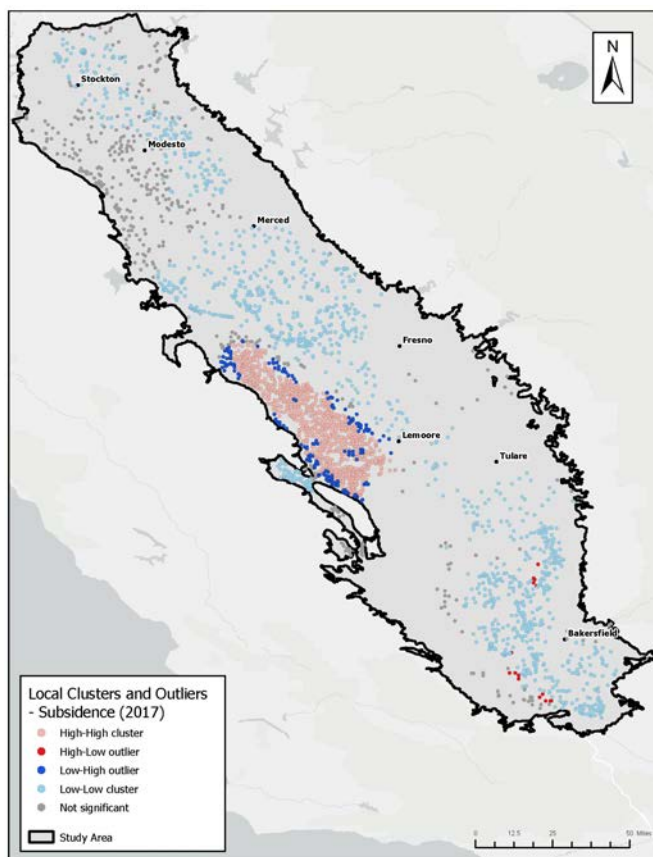 N
Stockton
Modesto
Merced
Fresno
Lemoore
Tulare
Bakersfield
Local Clusters and Outliers
- Subsidence (2017)
High-High cluster
High-Low outlier
Low-High outlier
Low-Low cluster
Not significant
Study Area
0 12.5 25 50 Miles